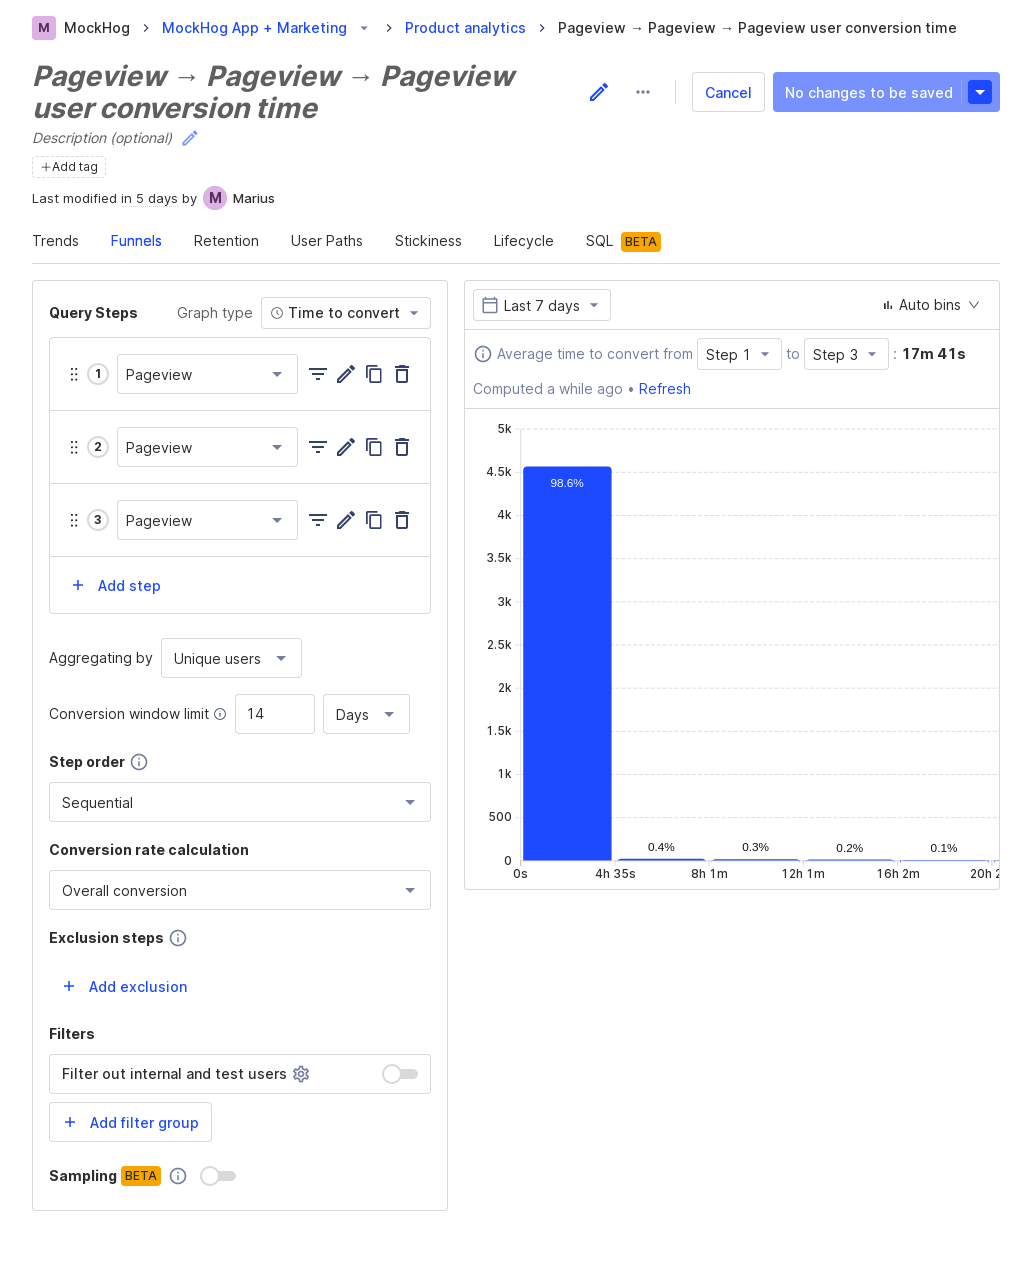 M MockHog MockHog App + Marketing Product analytics Pageview → Pageview → Pageview user conversion time
Pageview → Pageview → Pageview
user conversion time
Cancel
No changes to be saved
Description (optional)
Add tag
Last modified in 5 days by M Marius
Trends Funnels Retention User Paths Stickiness Lifecycle SQL BETA
Query Steps Graph type Time to convert
1 Pageview
2 Pageview
3 Pageview
+ Add step
Aggregating by Unique users
Conversion window limit 14 Days
Step order
Sequential
Conversion rate calculation
Overall conversion
Exclusion steps
+ Add exclusion
Filters
Filter out internal and test users
+ Add filter group
Sampling BETA
Last 7 days Auto bins
Average time to convert from Step 1 to Step 3 : 17m 41s
Computed a while ago • Refresh
5k
4.5k
98.6%
4k
3.5k
3k
2.5k
2k
1.5k
1k
500
0.4% 0.3% 0.2% 0.1%
0
0s 4h 35s 8h 1m 12h 1m 16h 2m 20h